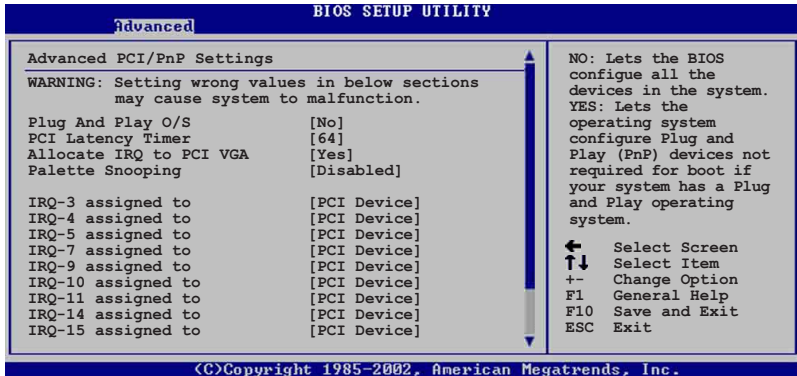 BIOS SETUP UTILITY
Advanced
Advanced PCI/PnP Settings
WARNING: Setting wrong values in below sections
may cause system to malfunction.
Plug And Play O/S [No]
PCI Latency Timer [64]
Allocate IRQ to PCI VGA [Yes]
Palette Snooping [Disabled]
IRQ-3 assigned to [PCI Device]
IRQ-4 assigned to [PCI Device]
IRQ-5 assigned to [PCI Device]
IRQ-7 assigned to [PCI Device]
IRQ-9 assigned to [PCI Device]
IRQ-10 assigned to [PCI Device]
IRQ-11 assigned to [PCI Device]
IRQ-14 assigned to [PCI Device]
IRQ-15 assigned to [PCI Device]
NO: Lets the BIOS
configue all the
devices in the system.
YES: Lets the
operating system
configure Plug and
Play (PnP) devices not
required for boot if
your system has a Plug
and Play operating
system.
← Select Screen
↑↓ Select Item
+- Change Option
F1 General Help
F10 Save and Exit
ESC Exit
(C)Copyright 1985-2002, American Megatrends, Inc.